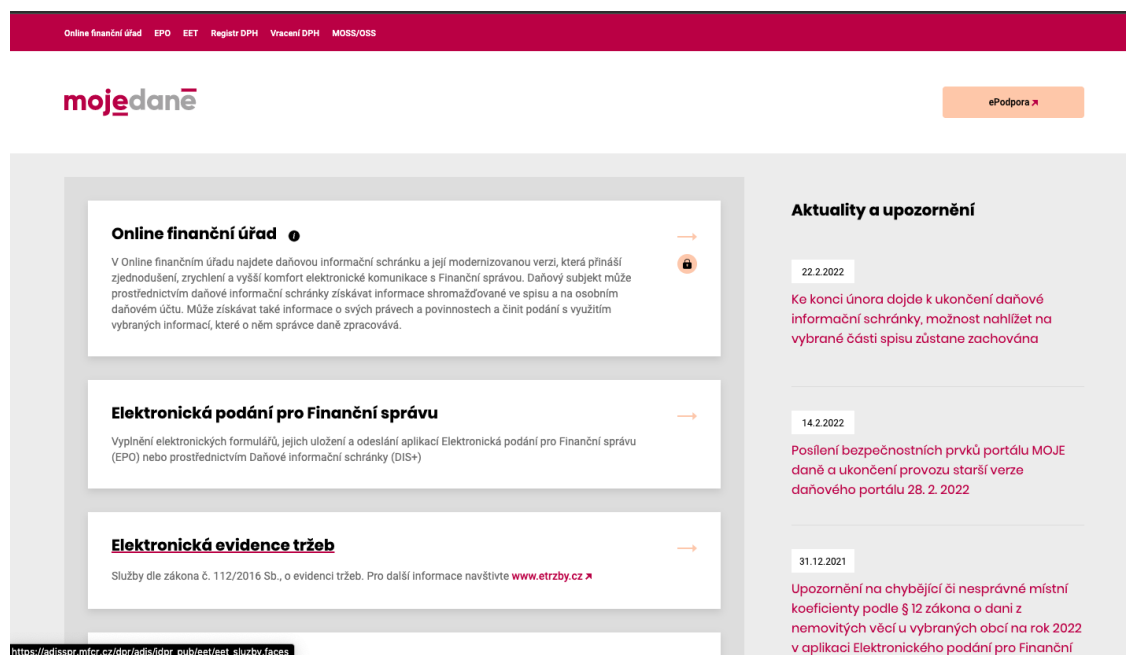 Online finanční úřad EPO EET Registr DPH Vracení DPH MOSS/OSS
mojedaně
ePodpora
Online finanční úřad
V Online finančním úřadu najdete daňovou informační schránku a její modernizovanou verzi, která přináší
zjednodušení, zrychlení a vyšší komfort elektronické komunikace s Finanční správou. Daňový subjekt může
prostřednictvím daňové informační schránky získávat informace shromažďované ve spisu a na osobním
daňovém účtu. Může získávat také informace o svých právech a povinnostech a činit podání s využitím
vybraných informací, které o něm správce daně zpracovává.
Elektronická podání pro Finanční správu
Vyplnění elektronických formulářů, jejich uložení a odeslání aplikací Elektronická podání pro Finanční správu
(EPO) nebo prostřednictvím Daňové informační schránky (DIS+)
Elektronická evidence tržeb
Služby dle zákona č. 112/2016 Sb., o evidenci tržeb. Pro další informace navštivte www.etrzby.cz
Aktuality a upozornění
22.2.2022
Ke konci února dojde k ukončení daňové
informační schránky, možnost nahlížet na
vybrané části spisu zůstane zachována
14.2.2022
Posílení bezpečnostních prvků portálu MOJE
daně a ukončení provozu starší verze
daňového portálu 28. 2. 2022
31.12.2021
Upozornění na chybějící či nesprávné místní
koeficienty podle § 12 zákona o dani z
nemovitých věcí u vybraných obcí na rok 2022
v aplikaci Elektronického podání pro Finanční
https://adisspr.mfcr.cz/dpr/adis/idpr_pub/eet/eet_sluzby.faces